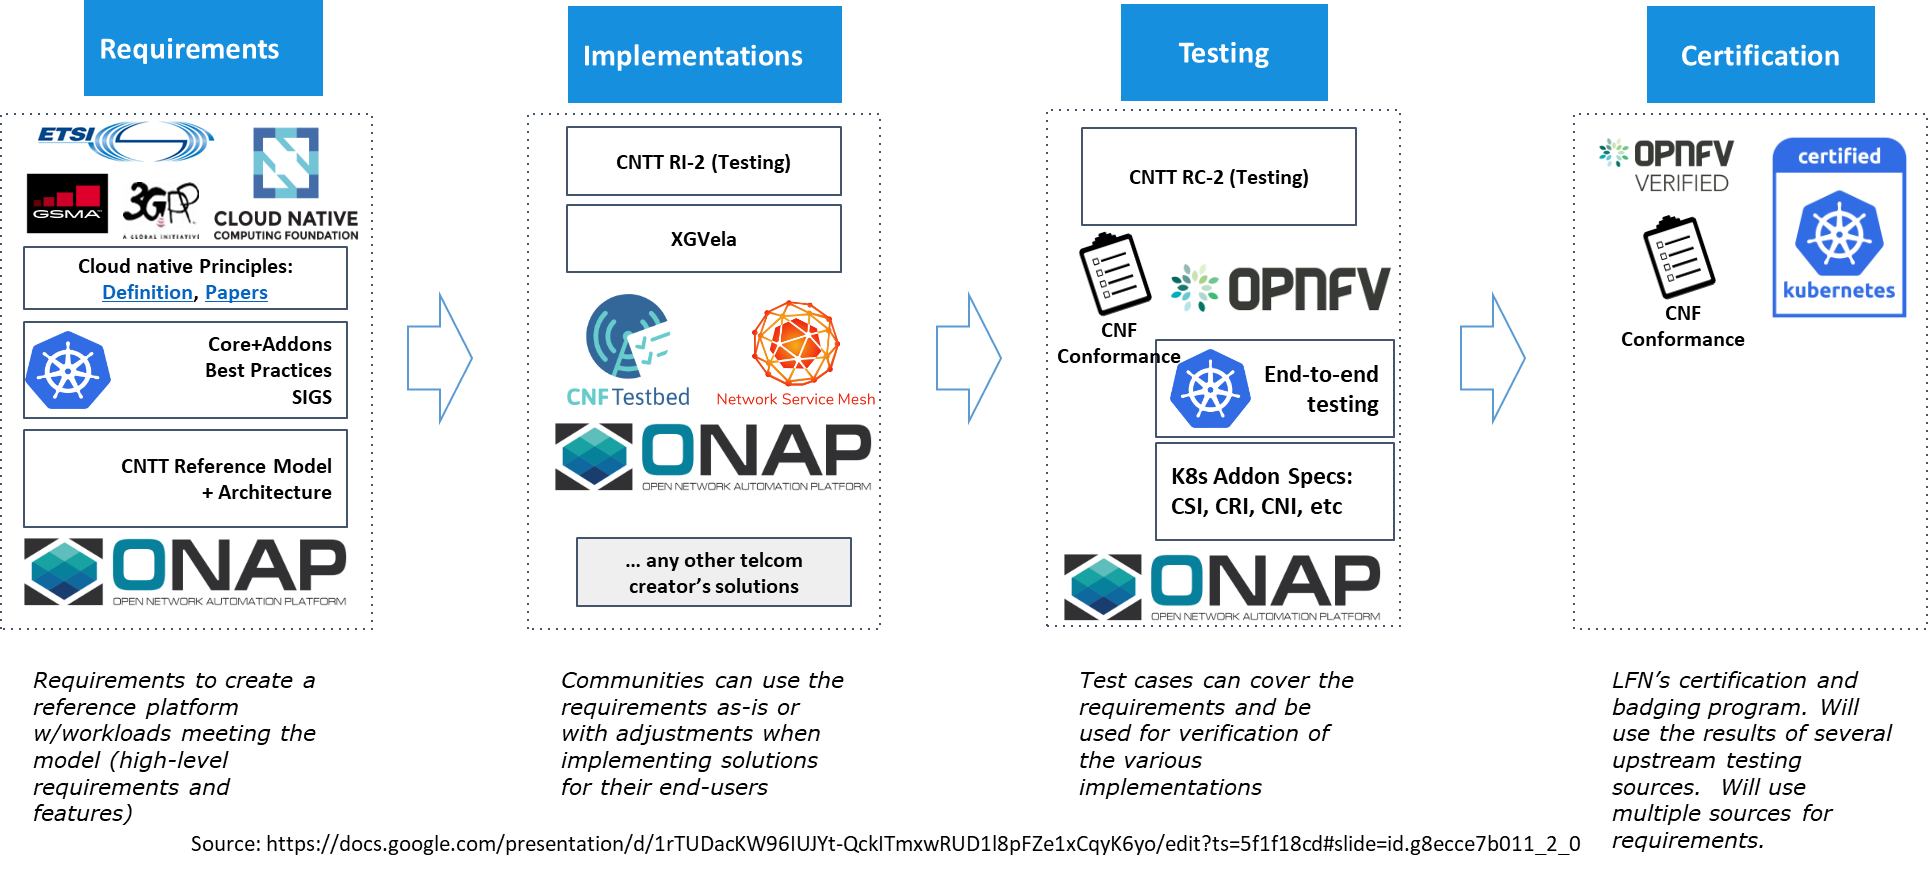 Requirements
ETSI
GSMA
3GPP
A GLOBAL INITIATIVE
CLOUD NATIVE
COMPUTING FOUNDATION
Cloud native Principles:
Definition, Papers
Core+Addons
Best Practices
SIGS
CNTT Reference Model
+ Architecture
ONAP
OPEN NETWORK AUTOMATION PLATFORM
Requirements to create a
reference platform
w/workloads meeting the
model (high-level
requirements and
features)
Implementations
CNTT RI-2 (Testing)
XGVela
CNF Testbed
Network Service Mesh
ONAP
OPEN NETWORK AUTOMATION PLATFORM
... any other telcom
creator's solutions
Communities can use the
requirements as-is or
with adjustments when
implementing solutions
for their end-users
Testing
CNTT RC-2 (Testing)
CNF
Conformance
OPNFV
End-to-end
testing
K8s Addon Specs:
CSI, CRI, CNI, etc
ONAP
OPEN NETWORK AUTOMATION PLATFORM
Test cases can cover the
requirements and be
used for verification of
the various
implementations
Certification
OPNFV
VERIFIED
certified
kubernetes
CNF
Conformance
LFN's certification and
badging program. Will
use the results of several
upstream testing
sources. Will use
multiple sources for
requirements.
Source: https://docs.google.com/presentation/d/1rTUDacKW96IUJYt-QckITmxwRUD1l8pFZe1xCqyK6yo/edit?ts=5f1f18cd#slide=id.g8ecce7b011_2_0